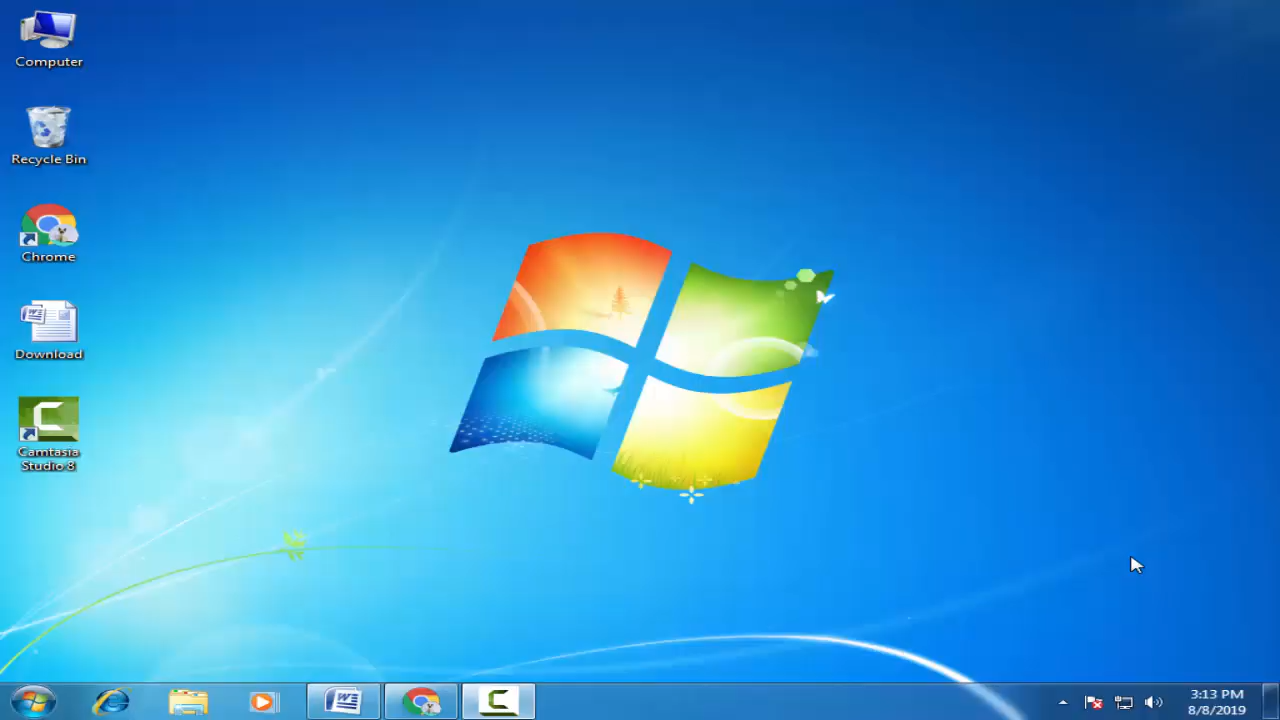 Computer
Recycle Bin
Chrome
Download
Camtasia
Studio 8
3:13 PM
8/8/2019